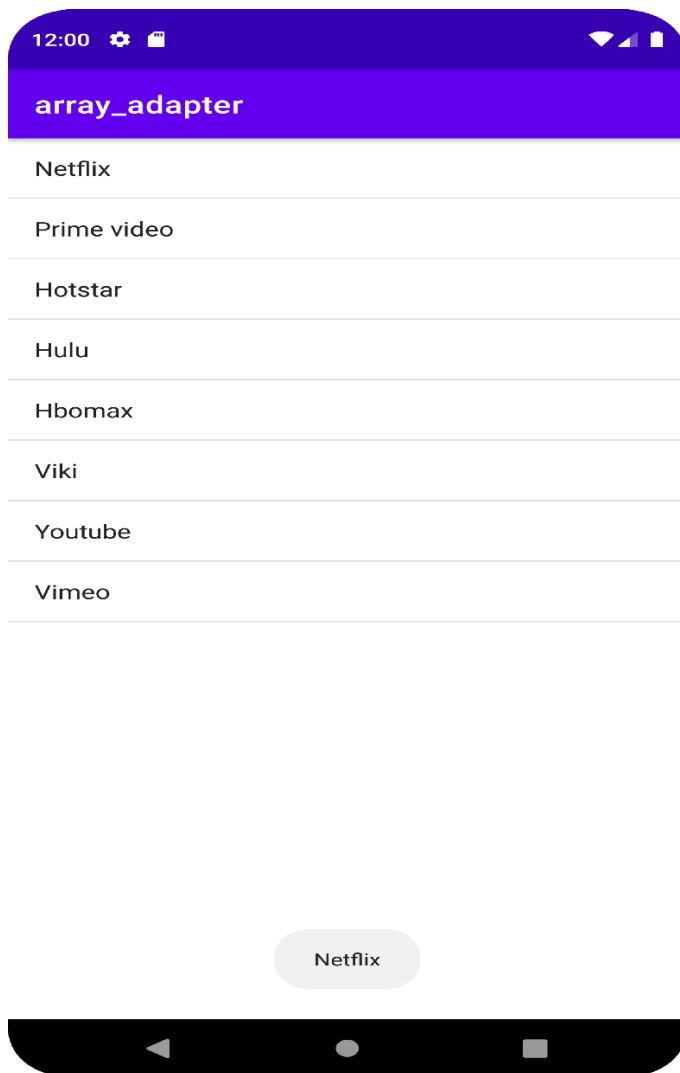 12:00
array_adapter
Netflix
Prime video
Hotstar
Hulu
Hbomax
Viki
Youtube
Vimeo
Netflix